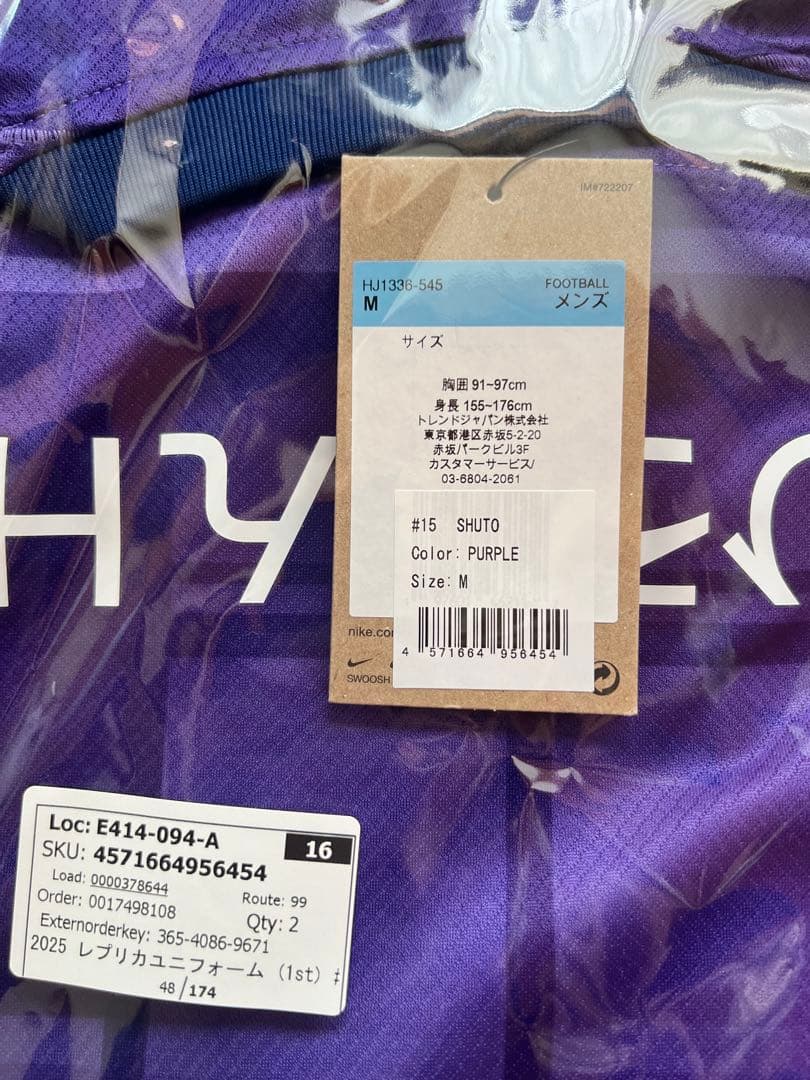 IM#722207
HJ1336-545
FOOTBALL
M
メンズ
サイズ
胸囲 91~97cm
身長 155~176cm
トレンドジャパン株式会社
東京都港区赤坂5-2-20
赤坂パークビル3F
カスタマーサービス/
03-6804-2061
#15 SHUTO
Color: PURPLE
Size: M
4 571664 956454
nike.co
SWOOSH
Loc: E414-094-A
16
SKU: 4571664956454
Load: 0000378644
Route: 99
Order: 0017498108
Qty: 2
Externorderkey: 365-4086-9671
2025 レプリカユニフォーム (1st)
48/174